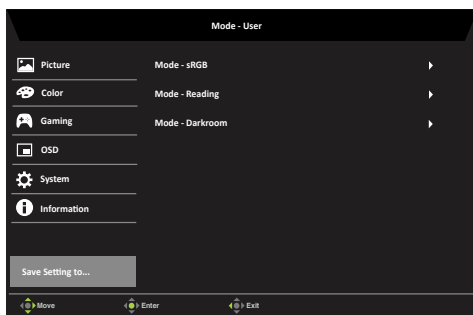 Mode - User
Picture
Mode - sRGB
Color
Mode - Reading
Gaming
Mode - Darkroom
OSD
System
Information
Save Setting to...
Move
Enter
Exit